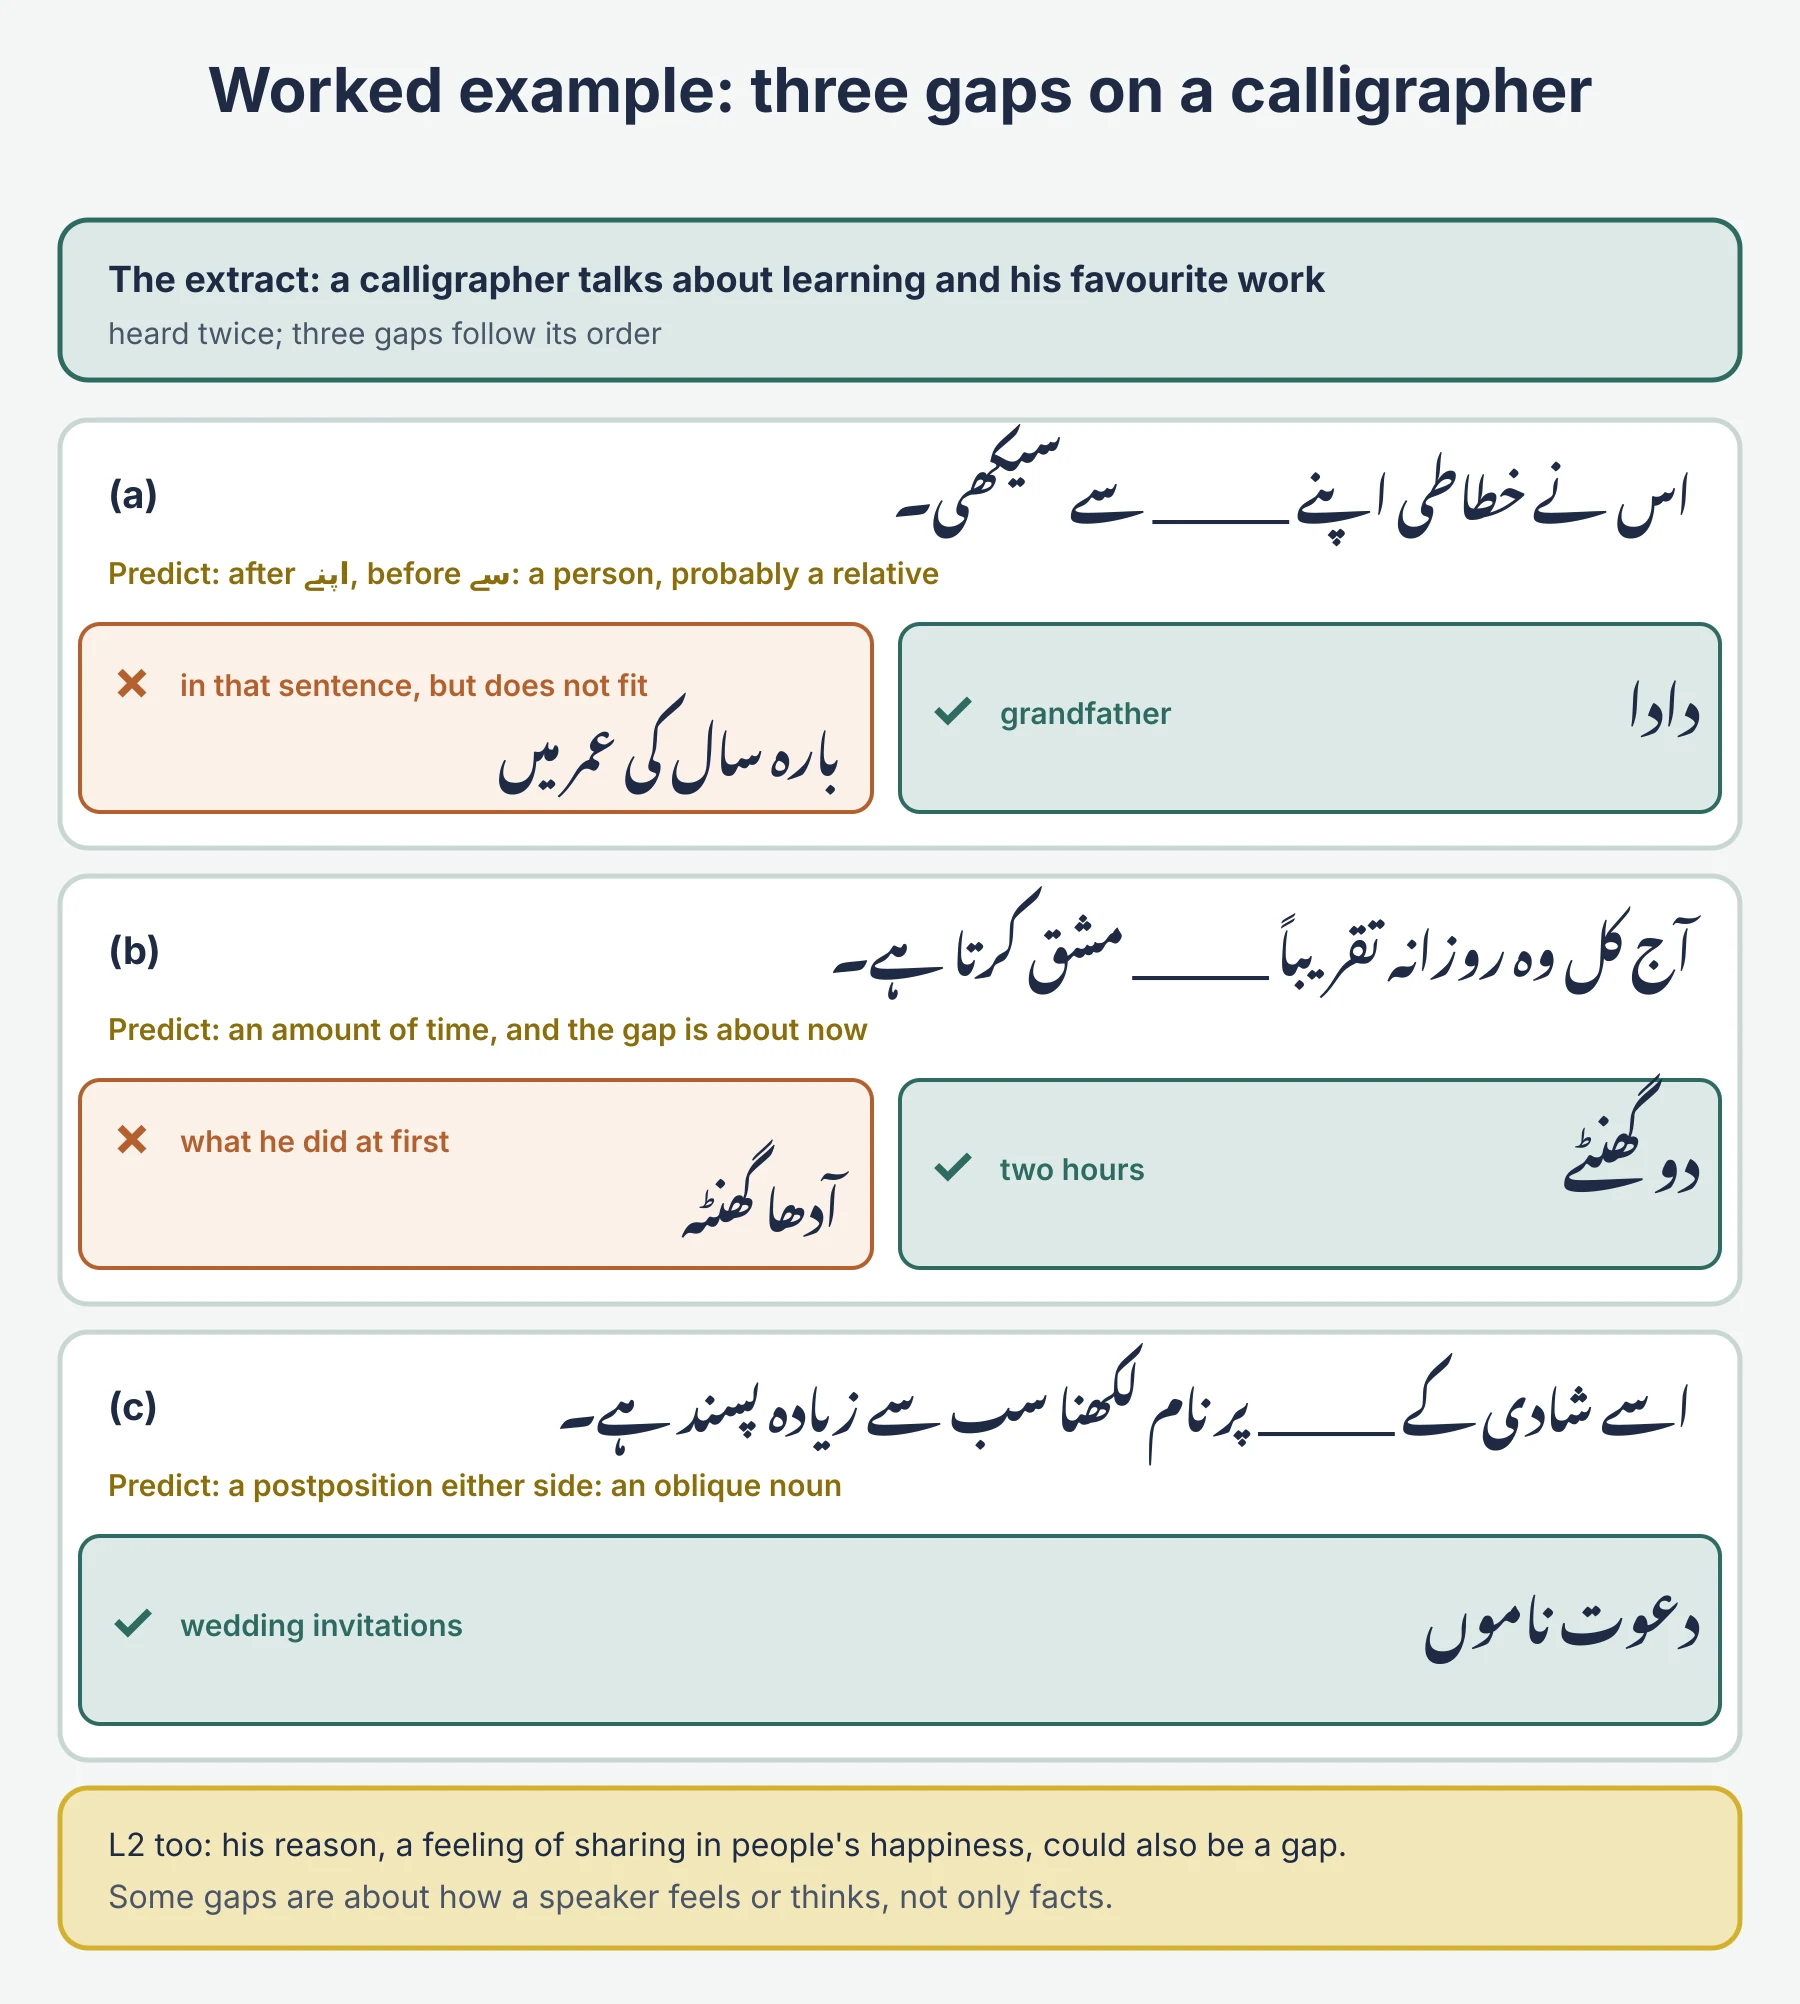 Worked example: three gaps on a calligrapher
The extract: a calligrapher talks about learning and his favourite work
heard twice; three gaps follow its order
(a)
اس نے خطاطی اپنے ______ سے سیکھی۔
Predict: after اپنے, before سے: a person, probably a relative
✗ in that sentence, but does not fit
بارہ سال کی عمر میں
✓ grandfather
دادا
(b)
آج کل وہ روزانہ تقریباً ______ مشق کرتا ہے۔
Predict: an amount of time, and the gap is about now
✗ what he did at first
آدھا گھنٹہ
✓ two hours
دو گھنٹے
(c)
اسے شادی کے ______ پر نام لکھنا سب سے زیادہ پسند ہے۔
Predict: a postposition either side: an oblique noun
✓ wedding invitations
دعوت ناموں
L2 too: his reason, a feeling of sharing in people's happiness, could also be a gap.
Some gaps are about how a speaker feels or thinks, not only facts.